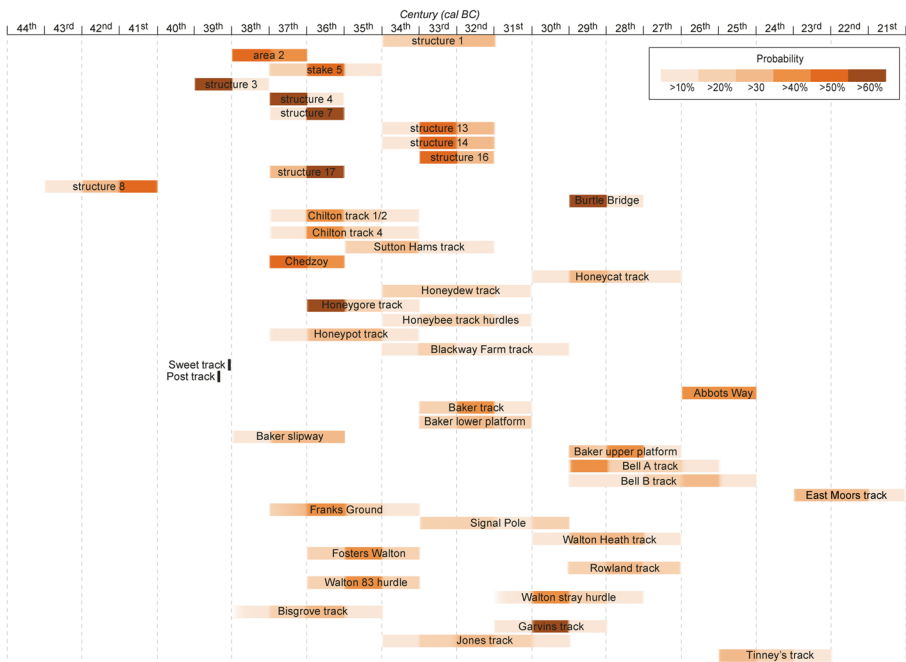 Century (cal BC)
44th 43rd 42nd 41st 40th 39th 38th 37th 36th 35th 34th 33rd 32nd 31st 30th 29th 28th 27th 26th 25th 24th 23rd 22nd 21st
structure 1
area 2
Probability
stake 5
structure 3
>10% >20% >30 >40% >50% >60%
structure 4
structure 7
structure 13
structure 14
structure 16
structure 17
structure 8
Burtle Bridge
Chilton track 1/2
Chilton track 4
Sutton Hams track
Chedzoy
Honeycat track
Honeydew track
Honeygore track
Honeybee track hurdles
Honeypot track
Blackway Farm track
Sweet track
Post track
Abbots Way
Baker track
Baker lower platform
Baker slipway
Baker upper platform
Bell A track
Bell B track
East Moors track
Franks Ground
Signal Pole
Walton Heath track
Fosters Walton
Rowland track
Walton 83 hurdle
Walton stray hurdle
Bisgrove track
Garvins track
Jones track
Tinney's track